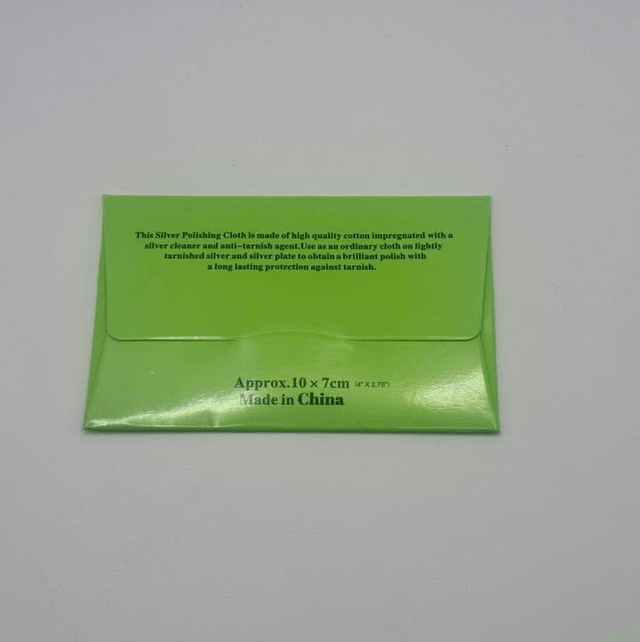 This Silver Polishing Cloth is made of high quality cotton impregnated with a
silver cleaner and anti-tarnish agent.Use as an ordinary cloth on lightly
tarnished silver and silver plate to obtain a brilliant polish with
a long lasting protection against tarnish.
Approx.10 × 7cm (4" X 2.75")
Made in China